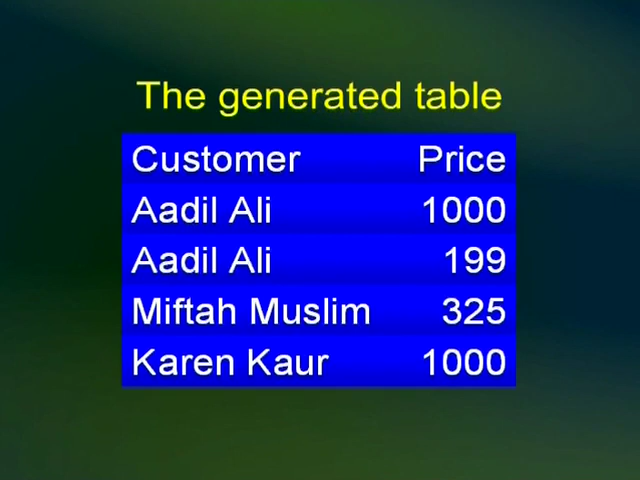 The generated table
Customer Price
Aadil Ali 1000
Aadil Ali 199
Miftah Muslim 325
Karen Kaur 1000